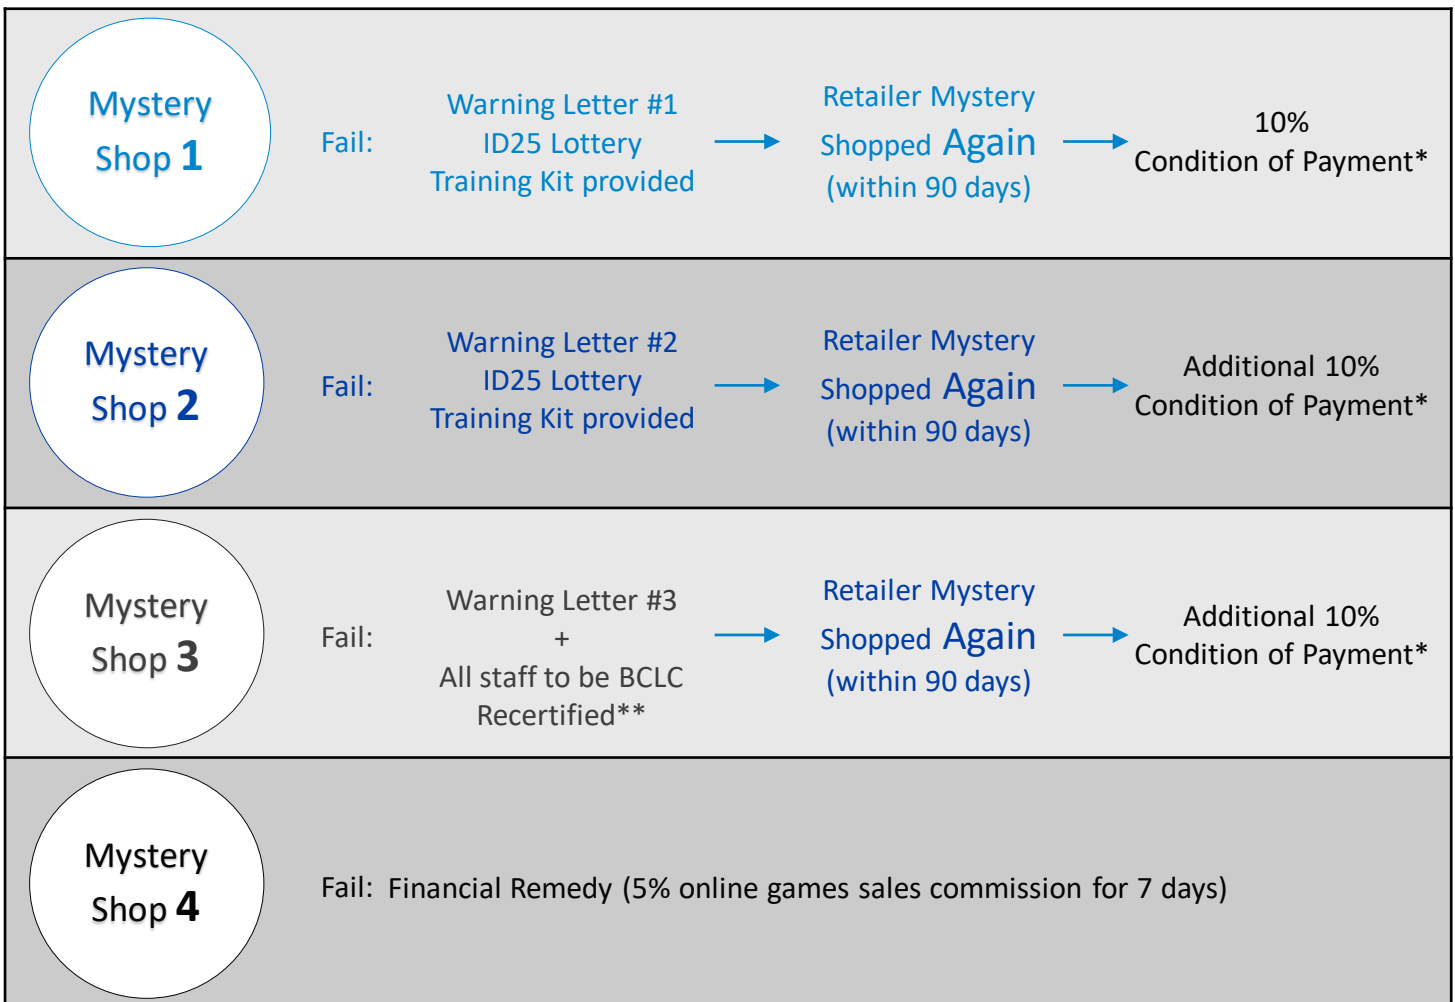 Mystery
Shop 1
Fail:
Warning Letter #1
ID25 Lottery
Training Kit provided
Retailer Mystery
Shopped Again
(within 90 days)
10%
Condition of Payment*
Mystery
Shop 2
Fail:
Warning Letter #2
ID25 Lottery
Training Kit provided
Retailer Mystery
Shopped Again
(within 90 days)
Additional 10%
Condition of Payment*
Mystery
Shop 3
Fail:
Warning Letter #3
+
All staff to be BCLC
Recertified**
Retailer Mystery
Shopped Again
(within 90 days)
Additional 10%
Condition of Payment*
Mystery
Shop 4
Fail: Financial Remedy (5% online games sales commission for 7 days)